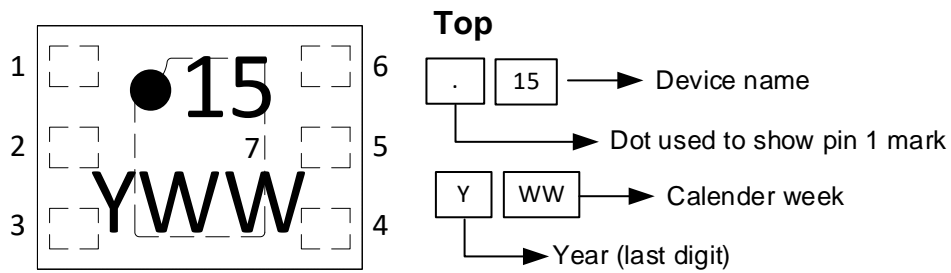 Top
1
15
6
. 15 Device name
2
7
5
Dot used to show pin 1 mark
YWW
Y WW Calender week
3
4
Year (last digit)